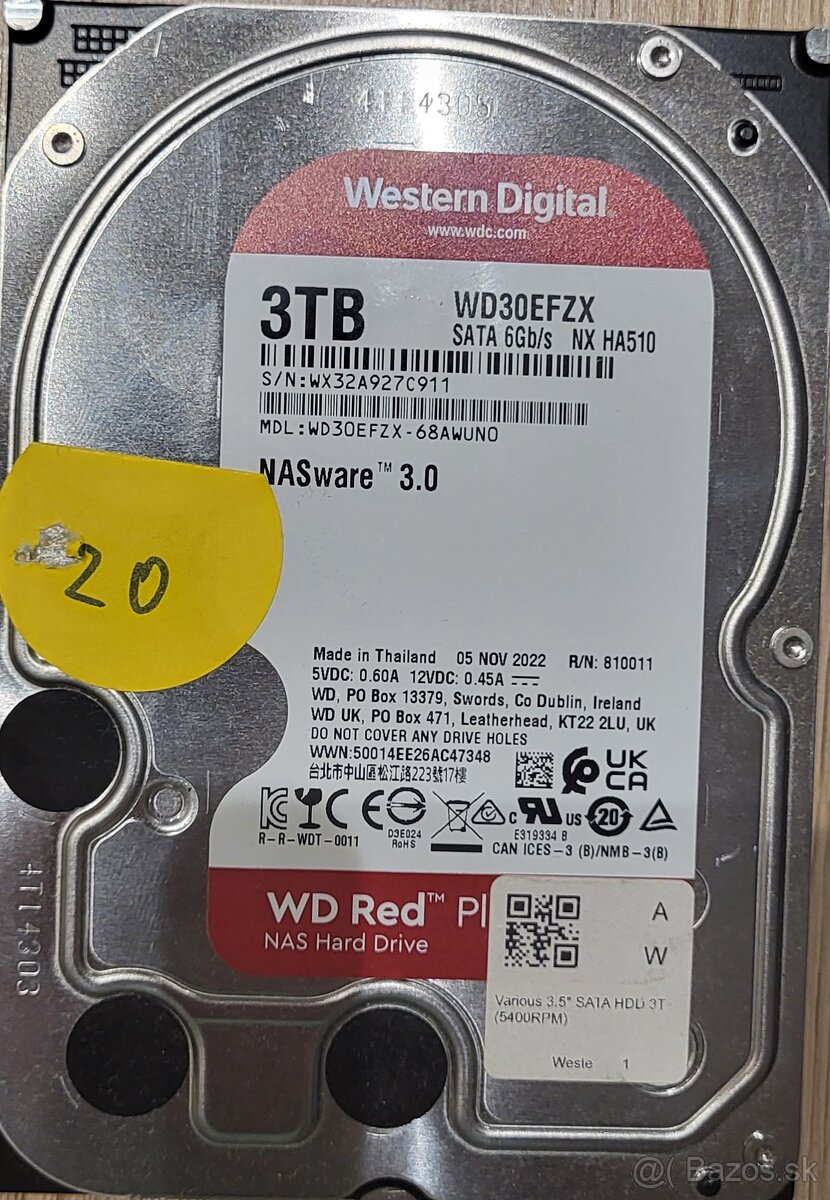 Western Digital
www.wdc.com
3TB
WD30EFZX
SATA 6Gb/s NX HA510
S/N:WX32A927C911
MDL:WD30EFZX-68AWUN0
NASware™ 3.0
20
Made in Thailand 05 NOV 2022 R/N: 810011
5VDC: 0.60A 12VDC: 0.45A
WD, PO Box 13379, Swords, Co Dublin, Ireland
WD UK, PO Box 471, Leatherhead, KT22 2LU, UK
DO NOT COVER ANY DRIVE HOLES
WWN:50014EE26AC47348
台北市中山區松江路223號17樓
UK
CA
CE
D3E024
RoHS
C
US
20
E319334 B
R-R-WDT-0011
CAN ICES-3 (B)/NMB-3(B)
WD Red™ Pl
NAS Hard Drive
A
W
Various 3.5" SATA HDD 3T
(5400RPM)
Weste 1
Bazoš.sk